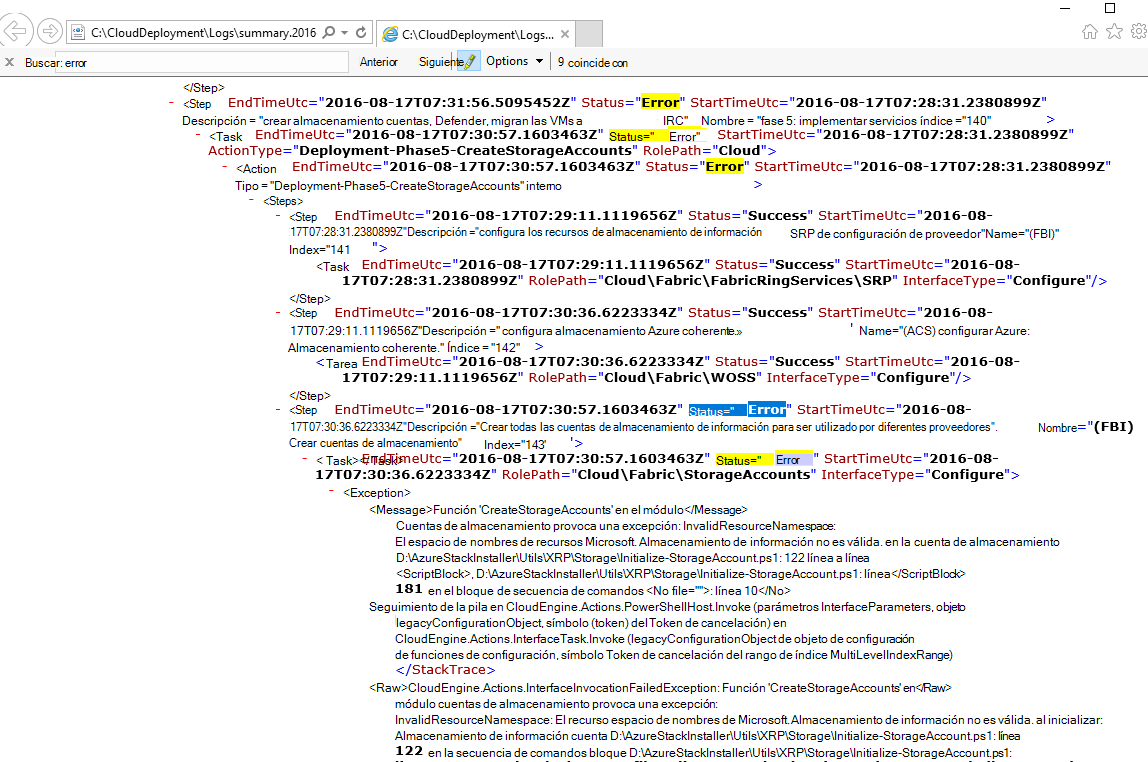 C:\CloudDeployment\Logs\summary.2016
C:\CloudDeployment\Logs...
Buscar: error Anterior Siguiente Options 9 coincide con
</Step>
- <Step EndTimeUtc="2016-08-17T07:31:56.5095452Z" Status="Error" StartTimeUtc="2016-08-17T07:28:31.2380899Z"
Descripción = "crear almacenamiento cuentas, Defender, migran las VMs a IRC" Nombre = "fase 5: implementar servicios índice ="140" >
- <Task EndTimeUtc="2016-08-17T07:30:57.1603463Z" Status=" Error" StartTimeUtc="2016-08-17T07:28:31.2380899Z"
ActionType="Deployment-Phase5-CreateStorageAccounts" RolePath="Cloud">
- <Action EndTimeUtc="2016-08-17T07:30:57.1603463Z" Status="Error" StartTimeUtc="2016-08-17T07:28:31.2380899Z"
Tipo = "Deployment-Phase5-CreateStorageAccounts" interno >
- <Steps>
- <Step EndTimeUtc="2016-08-17T07:29:11.1119656Z" Status="Success" StartTimeUtc="2016-08-
17T07:28:31.2380899Z"Descripción ="configura los recursos de almacenamiento de información SRP de configuración de proveedor"Name="(FBI)"
Index="141 ">
<Task EndTimeUtc="2016-08-17T07:29:11.1119656Z" Status="Success" StartTimeUtc="2016-08-
17T07:28:31.2380899Z" RolePath="Cloud\Fabric\FabricRingServices\SRP" InterfaceType="Configure"/>
</Step>
- <Step EndTimeUtc="2016-08-17T07:30:36.6223334Z" Status="Success" StartTimeUtc="2016-08-
17T07:29:11.1119656Z"Descripción =" configura almacenamiento Azure coherente.» ' Name="(ACS) configurar Azure:
Almacenamiento coherente." Índice = "142" >
<Tarea EndTimeUtc="2016-08-17T07:30:36.6223334Z" Status="Success" StartTimeUtc="2016-08-
17T07:29:11.1119656Z" RolePath="Cloud\Fabric\WOSS" InterfaceType="Configure"/>
</Step>
- <Step EndTimeUtc="2016-08-17T07:30:57.1603463Z" Status=" Error" StartTimeUtc="2016-08-
17T07:30:36.6223334Z"Descripción ="Crear todas las cuentas de almacenamiento de información para ser utilizado por diferentes proveedores". Nombre="(FBI)
Crear cuentas de almacenamiento" Index="143' '>
- < Task></Task> EndTimeUtc="2016-08-17T07:30:57.1603463Z" Status=" Error " StartTimeUtc="2016-08-
17T07:30:36.6223334Z" RolePath="Cloud\Fabric\StorageAccounts" InterfaceType="Configure">
- <Exception>
<Message>Función 'CreateStorageAccounts' en el módulo</Message>
Cuentas de almacenamiento provoca una excepción: InvalidResourceNamespace:
El espacio de nombres de recursos Microsoft. Almacenamiento de información no es válida. en la cuenta de almacenamiento
D:\AzureStackInstaller\Utils\XRP\Storage\Initialize-StorageAccount.ps1: 122 línea a línea
<ScriptBlock>, D:\AzureStackInstaller\Utils\XRP\Storage\Initialize-StorageAccount.ps1: línea</ScriptBlock>
181 en el bloque de secuencia de comandos <No file="">: línea 10</No>
Seguimiento de la pila en CloudEngine.Actions.PowerShellHost.Invoke (parámetros InterfaceParameters, objeto
legacyConfigurationObject, símbolo (token) del Token de cancelación) en
CloudEngine.Actions.InterfaceTask.Invoke (legacyConfigurationObject de objeto de configuración
de funciones de configuración, símbolo Token de cancelación del rango de índice MultiLevelIndexRange)
</StackTrace>
<Raw>CloudEngine.Actions.InterfaceInvocationFailedException: Función 'CreateStorageAccounts' en</Raw>
módulo cuentas de almacenamiento provoca una excepción:
InvalidResourceNamespace: El recurso espacio de nombres de Microsoft. Almacenamiento de información no es válida. al inicializar:
Almacenamiento de información cuenta D:\AzureStackInstaller\Utils\XRP\Storage\Initialize-StorageAccount.ps1: línea
122 en la secuencia de comandos bloque D:\AzureStackInstaller\Utils\XRP\Storage\Initialize-StorageAccount.ps1: